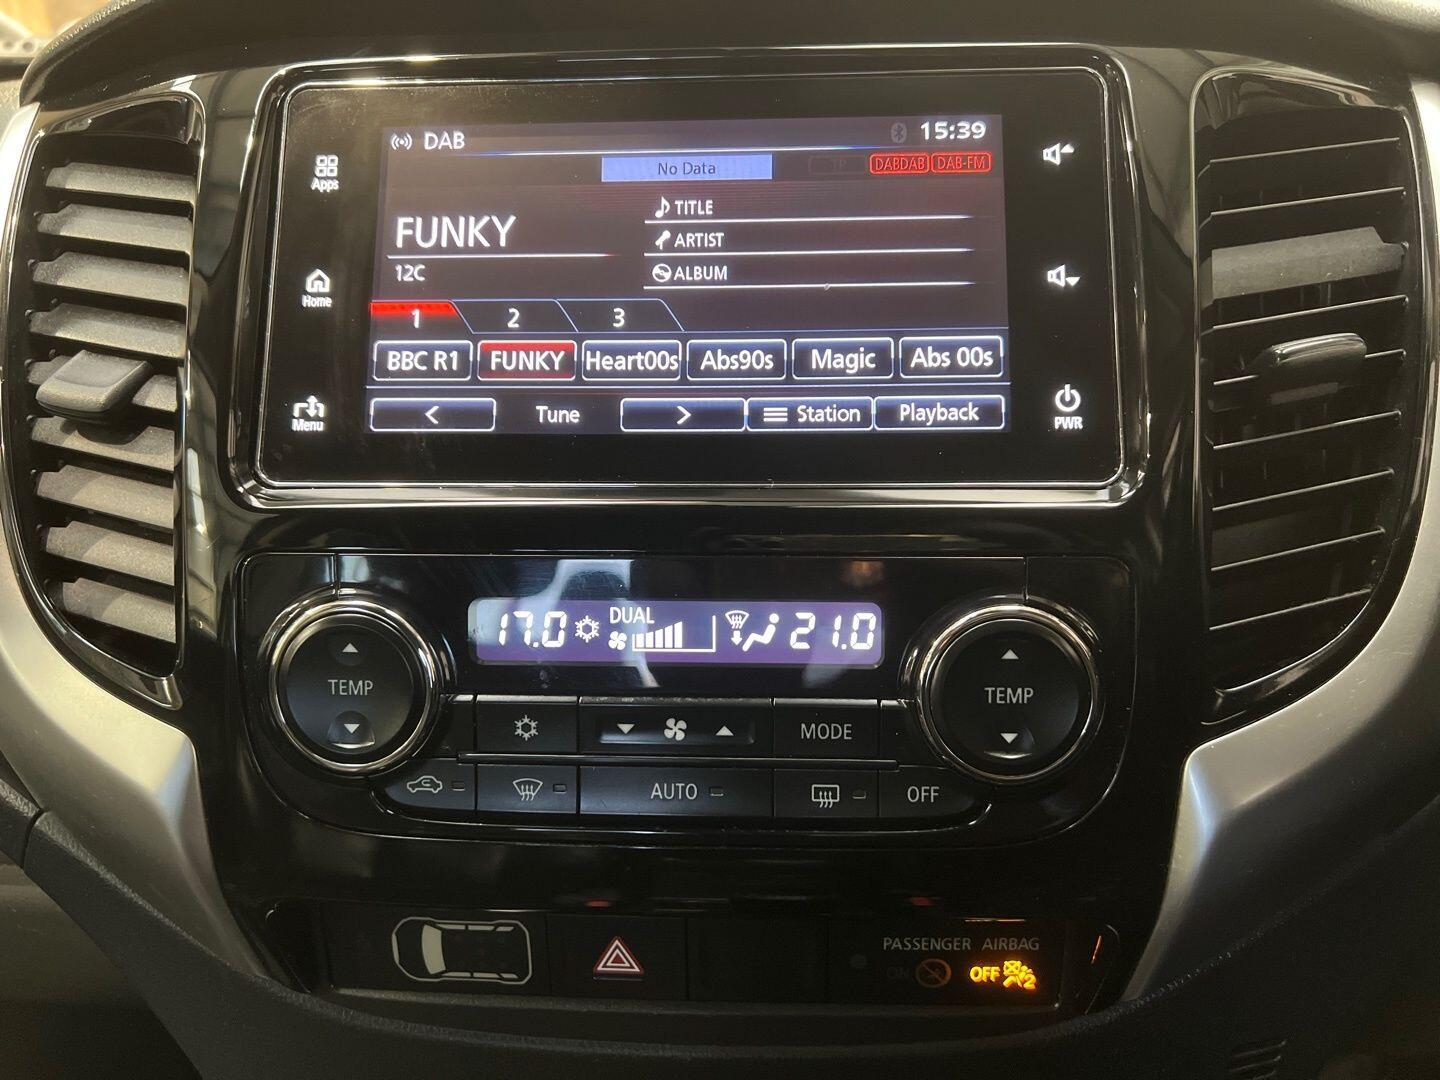 DAB 15:39
Apps No Data DABDAB DAB-FM
TITLE
FUNKY ARTIST
12C ALBUM
Home
1 2 3
BBC R1 FUNKY Heart00s Abs90s Magic Abs 00s
< Tune > Station Playback
Menu PWR
17.0 DUAL 21.0
TEMP TEMP
MODE
AUTO OFF
PASSENGER AIRBAG
ON OFF 2